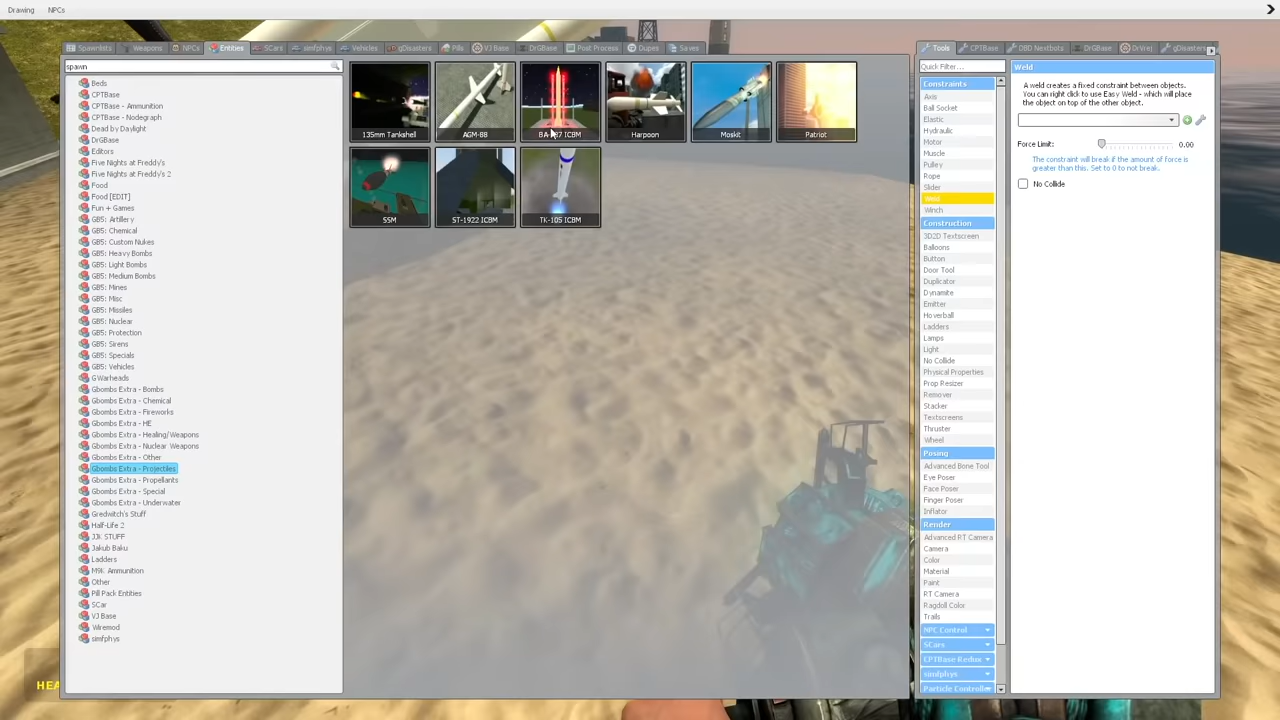 Drawing NPCs
Spawnlists Weapons NPCs Entities SCars simfphys Vehicles gDisasters Pills VJ Base DrGBase Post Process Dupes Saves
spawn
Beds
CPTBase
CPTBase - Ammunition
CPTBase - Nodegraph
Dead by Daylight
DrGBase
Editors
Five Nights at Freddy's
Five Nights at Freddy's 2
Food
Food [EDIT]
Fun + Games
GB5: Artillery
GB5: Chemical
GB5: Custom Nukes
GB5: Heavy Bombs
GB5: Light Bombs
GB5: Medium Bombs
GB5: Mines
GB5: Misc
GB5: Missiles
GB5: Nuclear
GB5: Protection
GB5: Sirens
GB5: Specials
GB5: Vehicles
GWarheads
Gbombs Extra - Bombs
Gbombs Extra - Chemical
Gbombs Extra - Fireworks
Gbombs Extra - HE
Gbombs Extra - Healing/Weapons
Gbombs Extra - Nuclear Weapons
Gbombs Extra - Other
Gbombs Extra - Projectiles
Gbombs Extra - Propellants
Gbombs Extra - Special
Gbombs Extra - Underwater
Gredwitch's Stuff
Half-Life 2
JJK STUFF
Jakub Baku
Ladders
M9K Ammunition
Other
Pill Pack Entities
SCar
VJ Base
Wiremod
simfphys
135mm Tankshell AGM-88 ICBM Harpoon Moskit Patriot
SSM ST-1922 ICBM TK-105 ICBM
Tools CPTBase OBD Nextbots DrGBase DrVrej gDisasters
Quick Filter...
Constraints
Axis
Ball Socket
Elastic
Hydraulic
Motor
Muscle
Pulley
Rope
Slider
Weld
Winch
Construction
3D2D Textscreen
Balloons
Button
Door Tool
Duplicator
Dynamite
Emitter
Hoverball
Ladders
Lamps
Light
No Collide
Physical Properties
Prop Resizer
Remover
Stacker
Textscreens
Thruster
Wheel
Posing
Advanced Bone Tool
Eye Poser
Face Poser
Finger Poser
Inflator
Render
Advanced RT Camera
Camera
Color
Material
Paint
RT Camera
Ragdoll Color
Trails
NPC Control
SCars
CPTBase Redux
simfphys
Particle Controlle
Weld
A weld creates a fixed constraint between objects.
You can right click to use Easy Weld - which will place
the object on top of the other object.
Force Limit: 0.00
The constraint will break if the amount of force is
greater than this. Set to 0 to not break.
No Collide
HEA